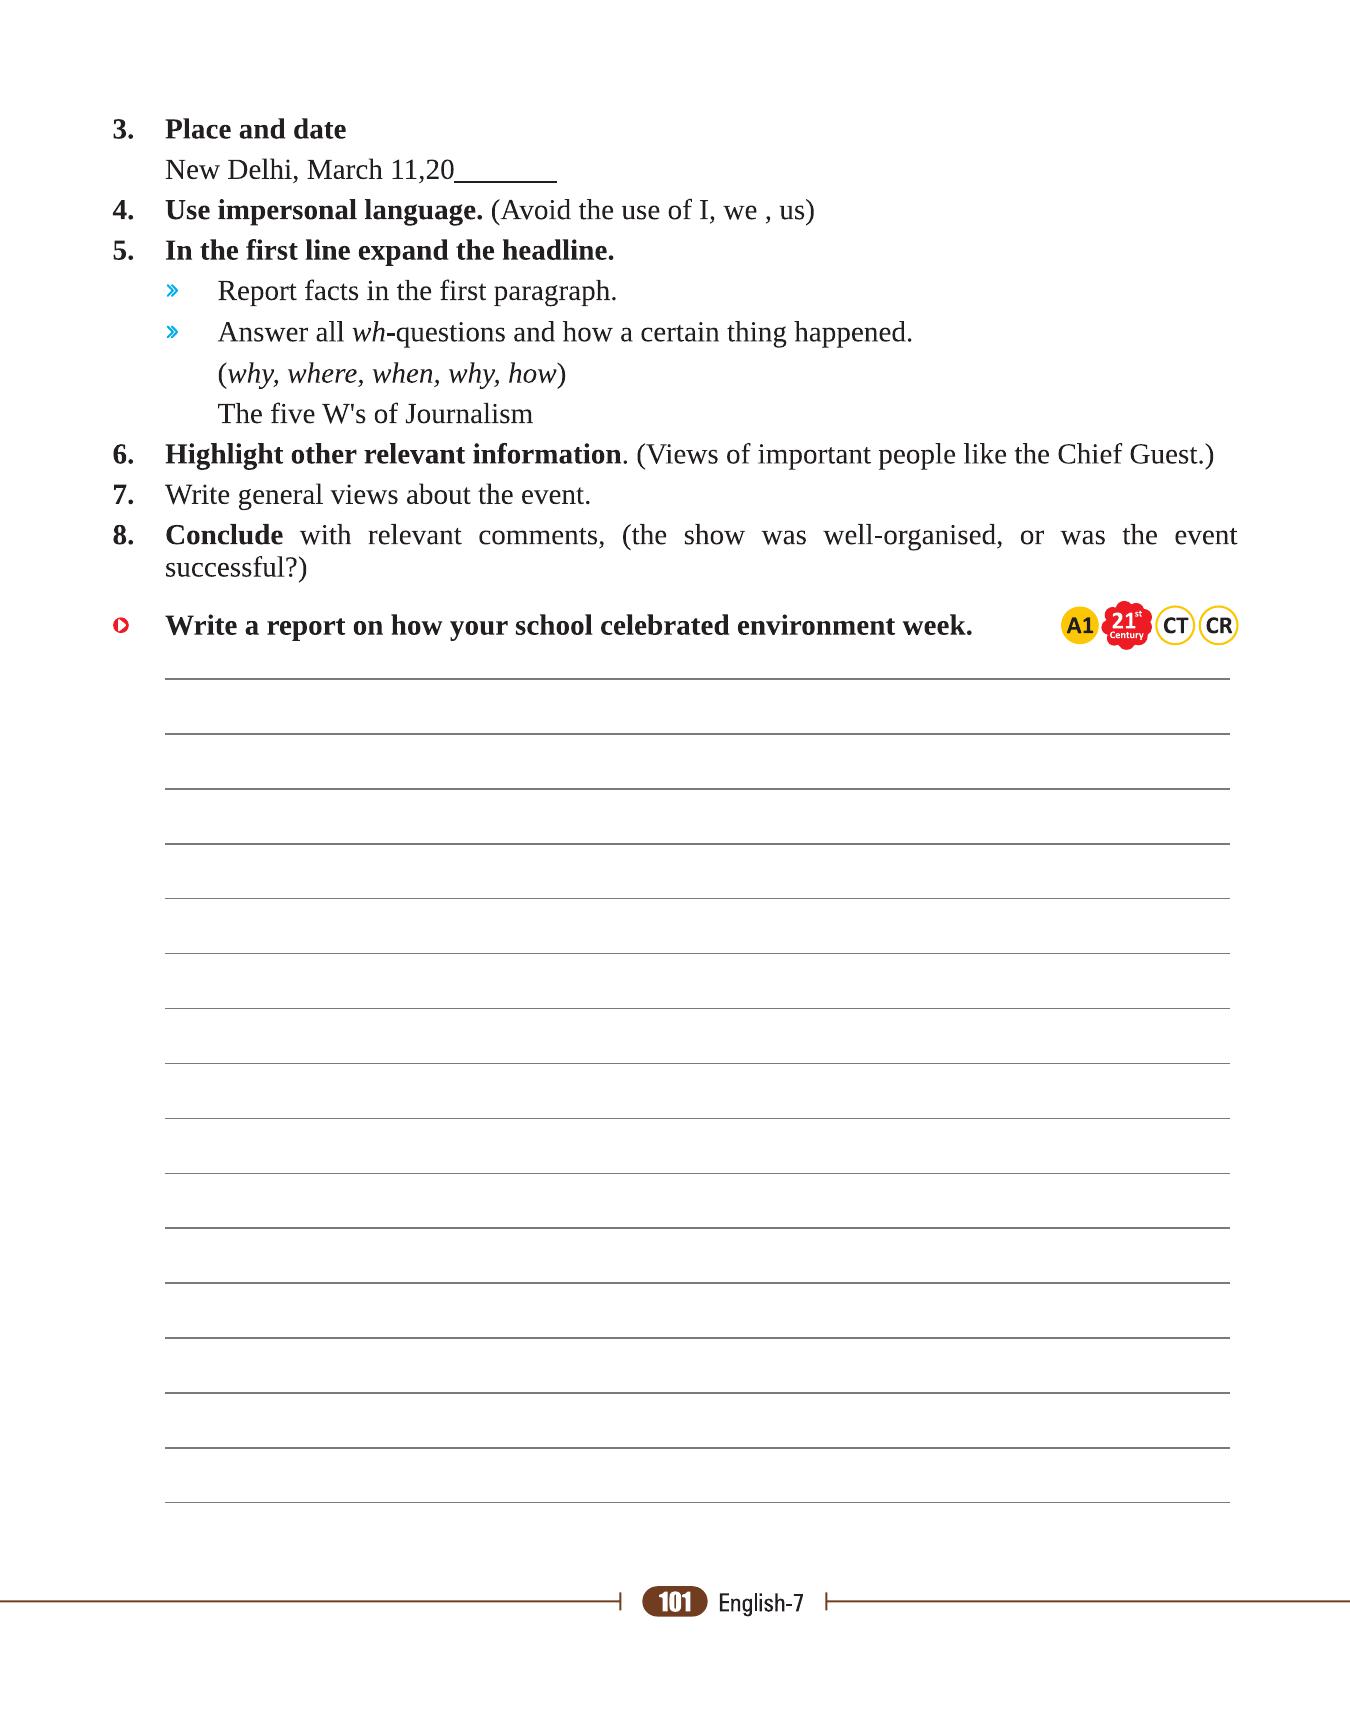 3. Place and date
New Delhi, March 11,20_______
4. Use impersonal language. (Avoid the use of I, we , us)
5. In the first line expand the headline.
» Report facts in the first paragraph.
» Answer all wh-questions and how a certain thing happened.
(why, where, when, why, how)
The five W's of Journalism
6. Highlight other relevant information. (Views of important people like the Chief Guest.)
7. Write general views about the event.
8. Conclude with relevant comments, (the show was well-organised, or was the event
successful?)
Write a report on how your school celebrated environment week. A1 21st Century CT CR
101 English-7